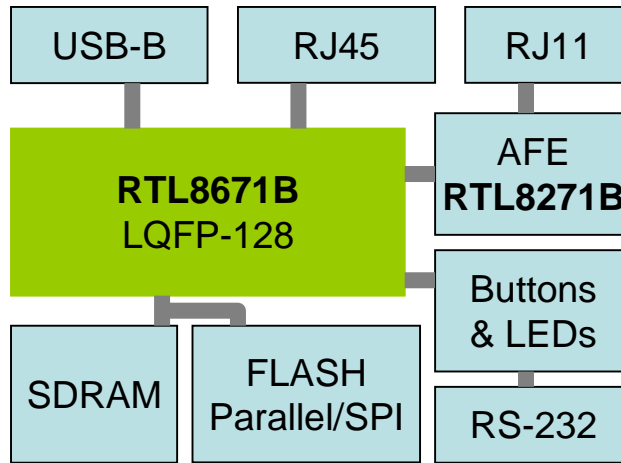 USB-B
RJ45
RJ11
RTL8671B
LQFP-128
AFE
RTL8271B
Buttons
& LEDs
SDRAM
FLASH
Parallel/SPI
RS-232